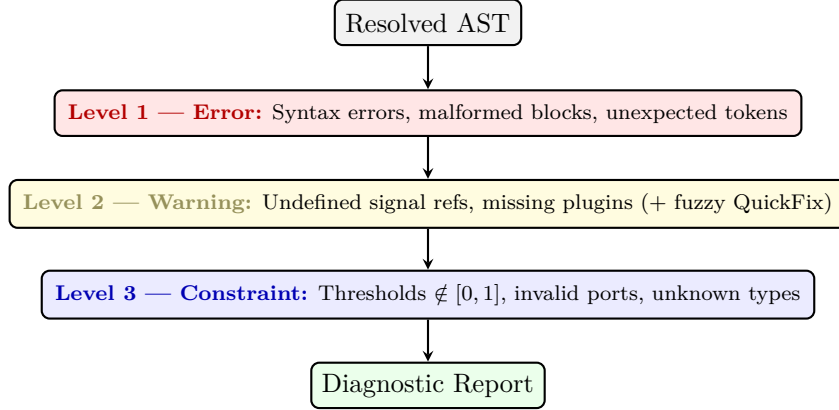 Resolved AST
Level 1 — Error: Syntax errors, malformed blocks, unexpected tokens
Level 2 — Warning: Undefined signal refs, missing plugins (+ fuzzy QuickFix)
Level 3 — Constraint: Thresholds ∉ [0, 1], invalid ports, unknown types
Diagnostic Report